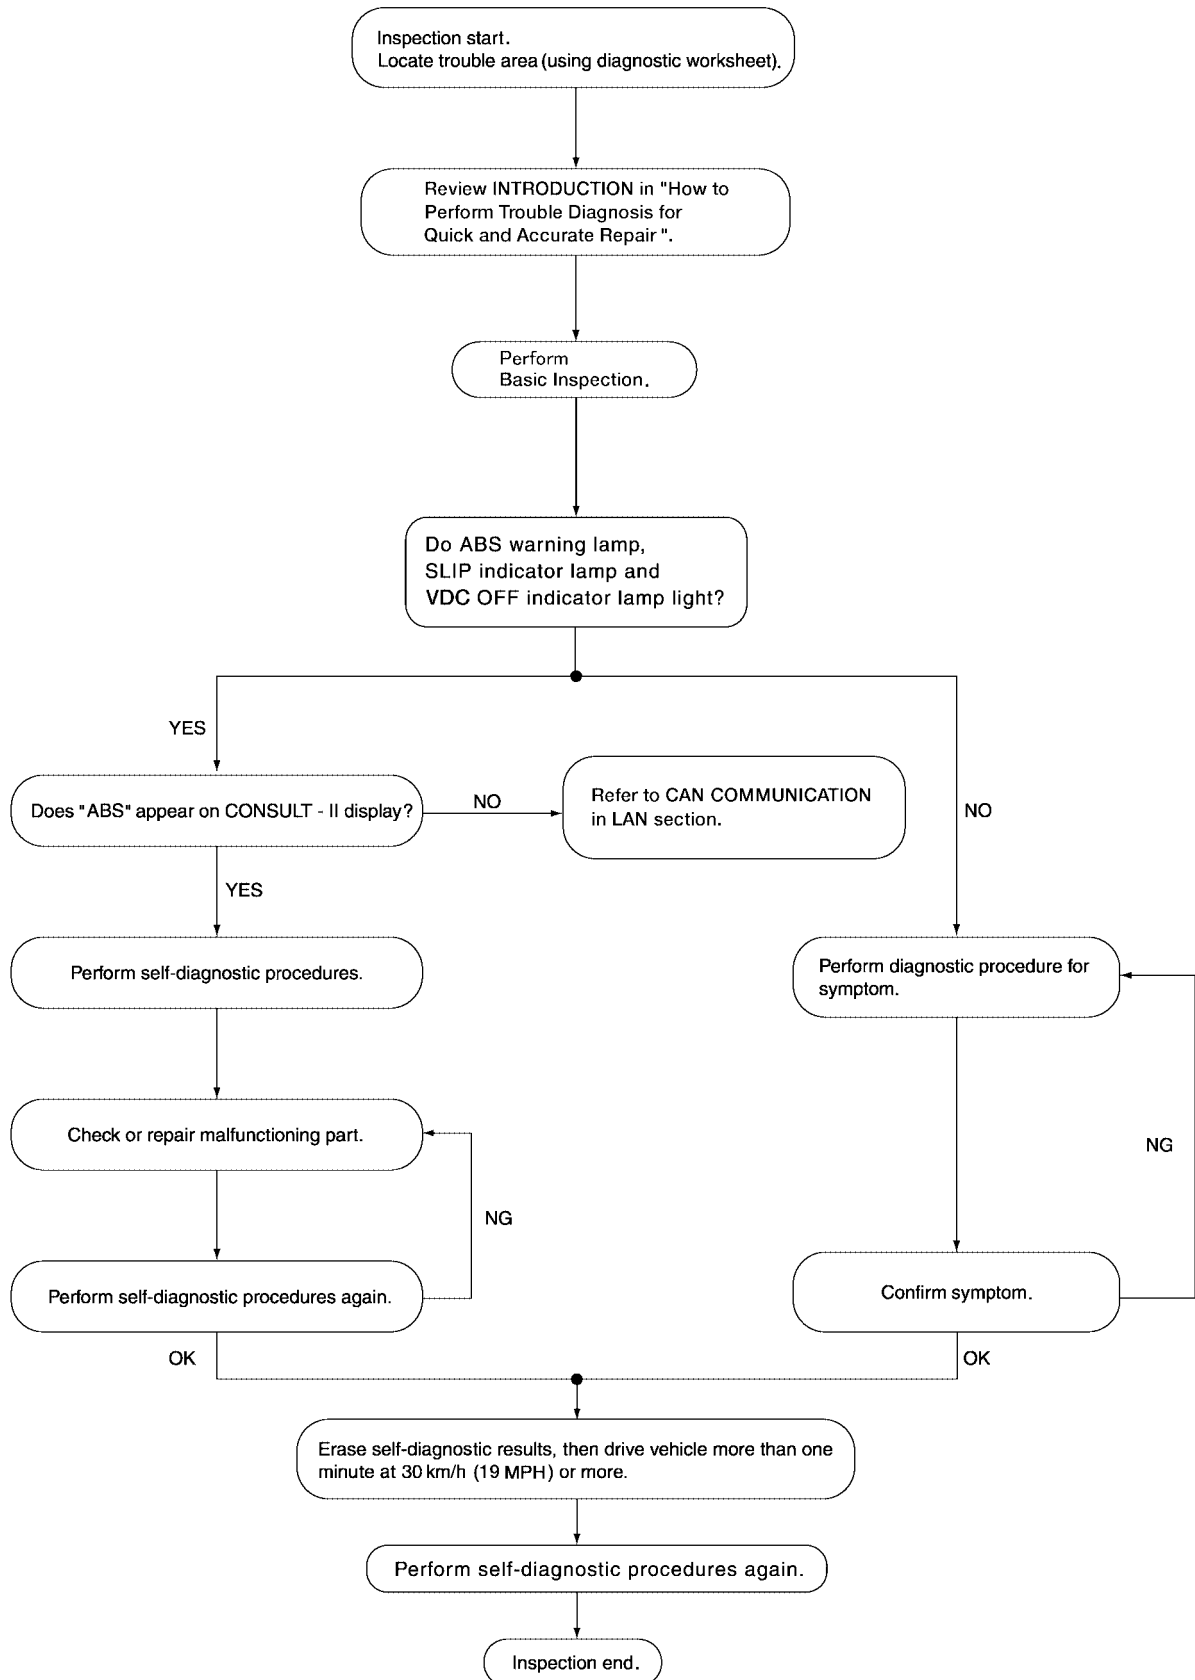 Inspection start.
Locate trouble area (using diagnostic worksheet).
Review INTRODUCTION in "How to
Perform Trouble Diagnosis for
Quick and Accurate Repair ".
Perform
Basic Inspection.
Do ABS warning lamp,
SLIP indicator lamp and
VDC OFF indicator lamp light?
YES
Does "ABS" appear on CONSULT - II display?
NO
Refer to CAN COMMUNICATION
in LAN section.
NO
YES
Perform self-diagnostic procedures.
Perform diagnostic procedure for
symptom.
Check or repair malfunctioning part.
NG
NG
Perform self-diagnostic procedures again.
Confirm symptom.
OK
OK
Erase self-diagnostic results, then drive vehicle more than one
minute at 30 km/h (19 MPH) or more.
Perform self-diagnostic procedures again.
Inspection end.